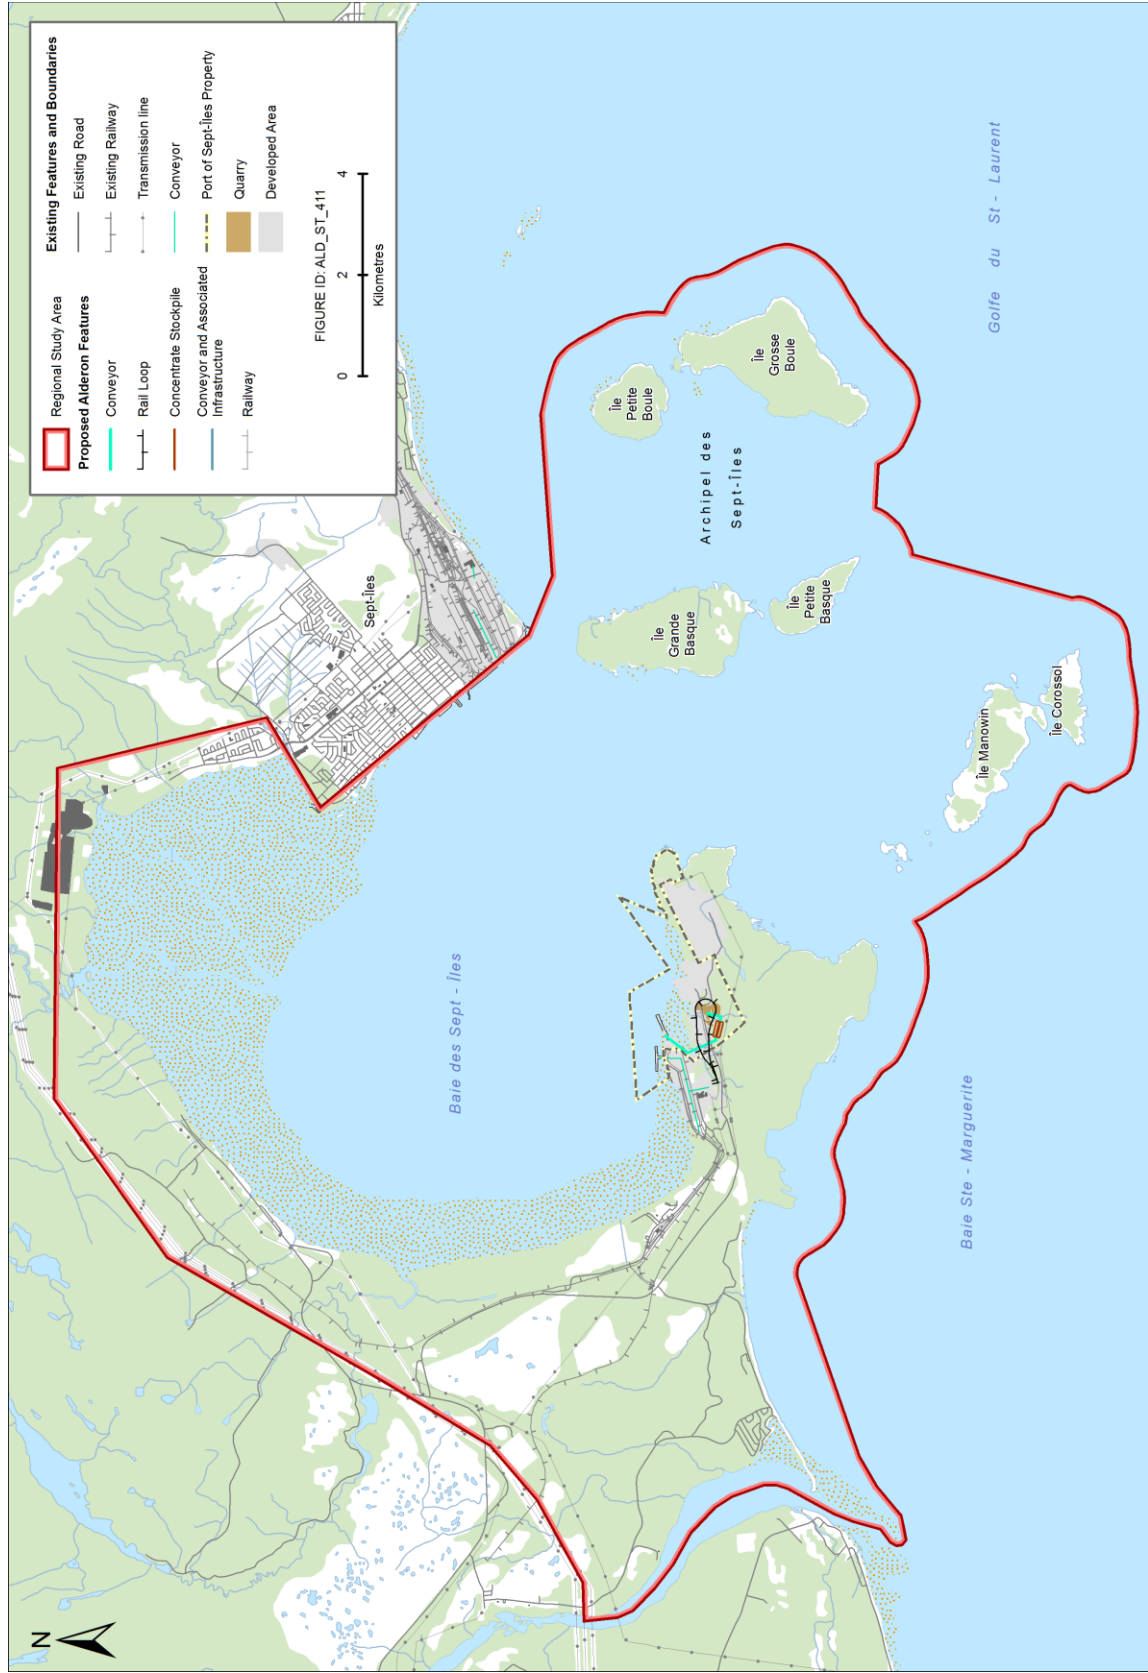 Regional Study Area
Proposed Alderon Features
Conveyor
Rail Loop
Concentrate Stockpile
Conveyor and Associated
Infrastructure
Railway
Existing Features and Boundaries
Existing Road
Existing Railway
Transmission line
Conveyor
Port of Sept-Îles Property
Quarry
Developed Area
FIGURE ID: ALD_ST_411
0 2 4
Kilometres
N
Sept-Îles
Baie des Sept - Îles
Île
Petite
Boule
Île
Grosse
Boule
Archipel des
Sept-Îles
Île
Grande
Basque
Île
Petite
Basque
Île Manowin
Île Corossol
Baie Ste - Marguerite
Golfe du St - Laurent